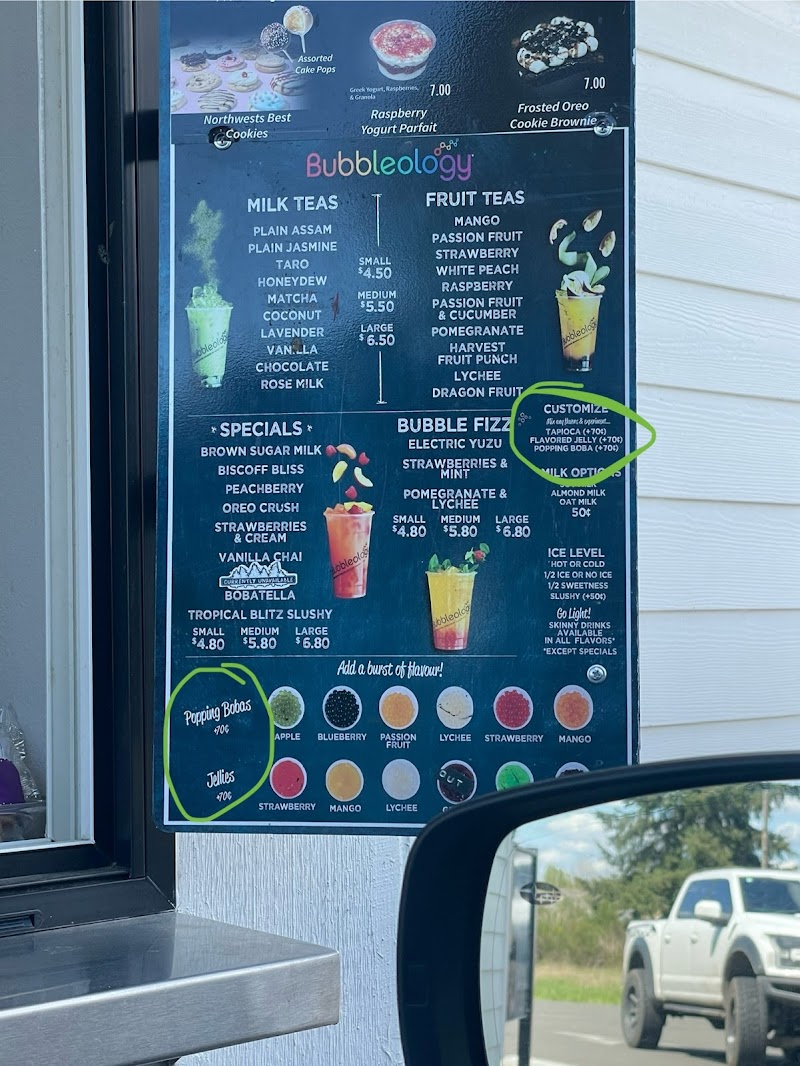 Assorted
Cake Pops
Northwests Best
Cookies
Greek Yogurt, Raspberries,
& Granola
7.00
Raspberry
Yogurt Parfait
7.00
Frosted Oreo
Cookie Brownie
Bubbleology
MILK TEAS
PLAIN ASSAM
PLAIN JASMINE
TARO
HONEYDEW
MATCHA
COCONUT
LAVENDER
VANILLA
CHOCOLATE
ROSE MILK
SMALL
$4.50
MEDIUM
$5.50
LARGE
$6.50
FRUIT TEAS
MANGO
PASSION FRUIT
STRAWBERRY
WHITE PEACH
RASPBERRY
PASSION FRUIT
& CUCUMBER
POMEGRANATE
HARVEST
FRUIT PUNCH
LYCHEE
DRAGON FRUIT
bubbleology
bubbleology
SPECIALS
BROWN SUGAR MILK
BISCOFF BLISS
PEACHBERRY
OREO CRUSH
STRAWBERRIES
& CREAM
VANILLA CHAI
CURRENTLY UNAVAILABLE
BOBATELLA
TROPICAL BLITZ SLUSHY
SMALL MEDIUM LARGE
$4.80 $5.80 $6.80
bubbleology
BUBBLE FIZZ
ELECTRIC YUZU
STRAWBERRIES &
MINT
POMEGRANATE &
LYCHEE
SMALL MEDIUM LARGE
$4.80 $5.80 $6.80
bubbleology
CUSTOMIZE
Mix any flavors & experiment...
TAPIOCA (+70¢)
FLAVORED JELLY (+70¢)
POPPING BOBA (+70¢)
MILK OPTIONS
ALMOND MILK
OAT MILK
50¢
ICE LEVEL
HOT OR COLD
1/2 ICE OR NO ICE
1/2 SWEETNESS
SLUSHY (+50¢)
Go Light!
SKINNY DRINKS
AVAILABLE
IN ALL FLAVORS*
*EXCEPT SPECIALS
Add a burst of flavour!
Popping Bobas
+70¢
APPLE BLUEBERRY PASSION
FRUIT LYCHEE STRAWBERRY MANGO
Jellies
+70¢
OUT
STRAWBERRY MANGO LYCHEE